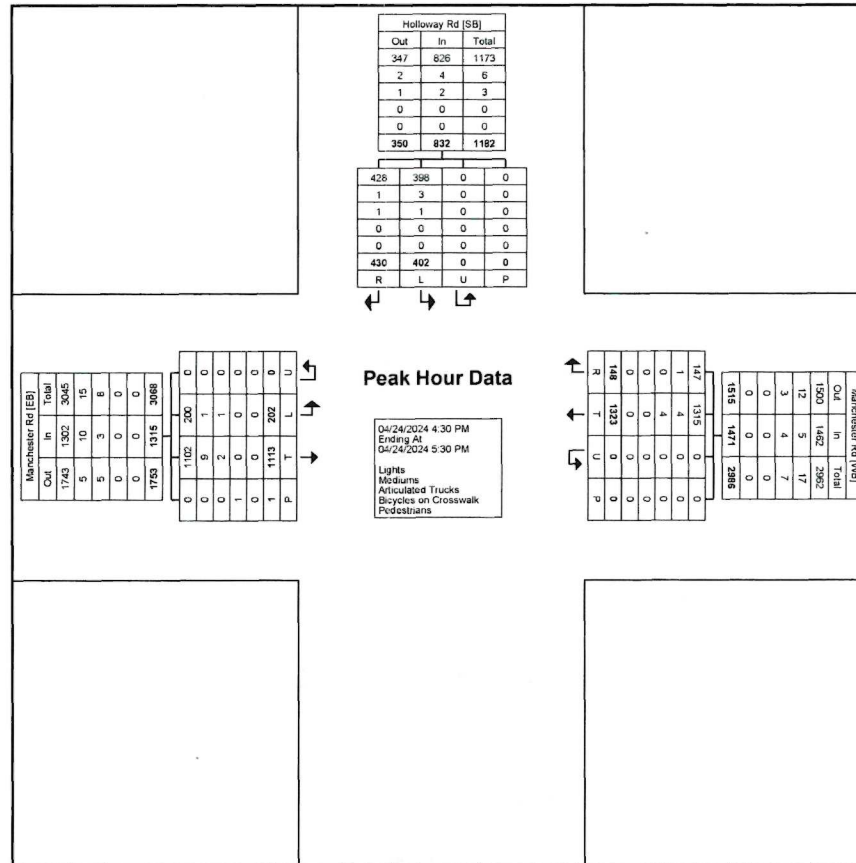 Holloway Rd [SB]
Out In Total
347 826 1173
2 4 6
1 2 3
0 0 0
0 0 0
350 832 1182
428 398 0 0
1 3 0 0
1 1 0 0
0 0 0 0
0 0 0 0
430 402 0 0
R L U P
Manchester Rd [EB]
Out In Total
1743 1302 3045
5 10 15
5 3 8
0 0 0
0 0 0
1753 1315 3068
0 1102 200 0
0 9 1 0
0 2 1 0
1 0 0 0
0 0 0 0
1 1113 202 0
P T L U
Peak Hour Data
04/24/2024 4:30 PM
Ending At
04/24/2024 5:30 PM
Lights
Mediums
Articulated Trucks
Bicycles on Crosswalk
Pedestrians
Manchester Rd [WB]
Out In Total
1500 1462 2962
12 5 17
3 4 7
0 0 0
0 0 0
1515 1471 2986
147 1315 0 0
1 4 0 0
0 4 0 0
0 0 0 0
0 0 0 0
148 1323 0 0
R T U P